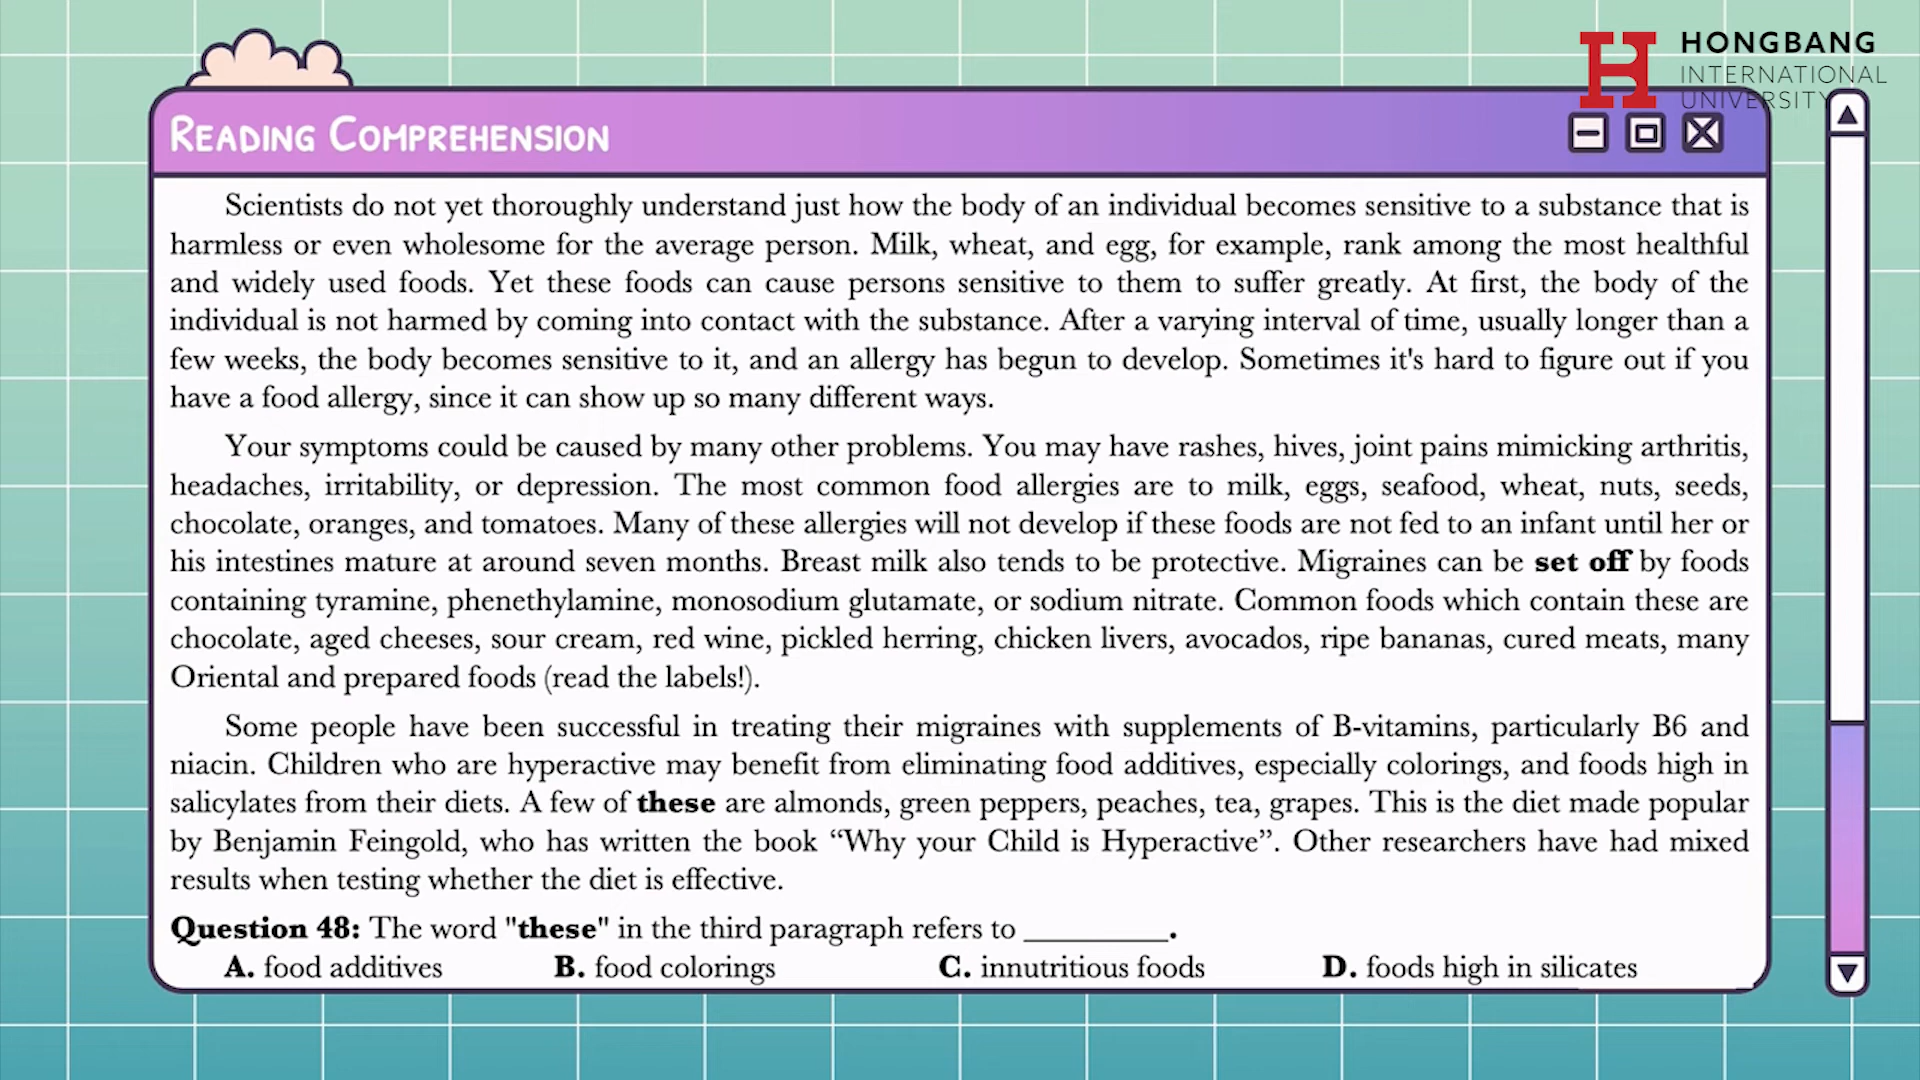 HONGBANG
INTERNATIONAL
UNIVERSITY
READING COMPREHENSION
Scientists do not yet thoroughly understand just how the body of an individual becomes sensitive to a substance that is
harmless or even wholesome for the average person. Milk, wheat, and egg, for example, rank among the most healthful
and widely used foods. Yet these foods can cause persons sensitive to them to suffer greatly. At first, the body of the
individual is not harmed by coming into contact with the substance. After a varying interval of time, usually longer than a
few weeks, the body becomes sensitive to it, and an allergy has begun to develop. Sometimes it's hard to figure out if you
have a food allergy, since it can show up so many different ways.
Your symptoms could be caused by many other problems. You may have rashes, hives, joint pains mimicking arthritis,
headaches, irritability, or depression. The most common food allergies are to milk, eggs, seafood, wheat, nuts, seeds,
chocolate, oranges, and tomatoes. Many of these allergies will not develop if these foods are not fed to an infant until her or
his intestines mature at around seven months. Breast milk also tends to be protective. Migraines can be set off by foods
containing tyramine, phenethylamine, monosodium glutamate, or sodium nitrate. Common foods which contain these are
chocolate, aged cheeses, sour cream, red wine, pickled herring, chicken livers, avocados, ripe bananas, cured meats, many
Oriental and prepared foods (read the labels!).
Some people have been successful in treating their migraines with supplements of B-vitamins, particularly B6 and
niacin. Children who are hyperactive may benefit from eliminating food additives, especially colorings, and foods high in
salicylates from their diets. A few of these are almonds, green peppers, peaches, tea, grapes. This is the diet made popular
by Benjamin Feingold, who has written the book “Why your Child is Hyperactive”. Other researchers have had mixed
results when testing whether the diet is effective.
Question 48: The word "these" in the third paragraph refers to _________.
A. food additives B. food colorings C. innutritious foods D. foods high in silicates